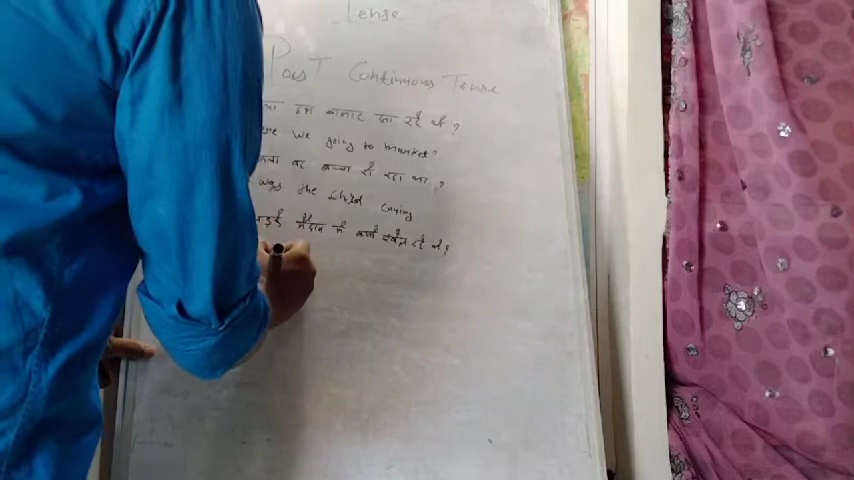 Tense
Past Continuous Tense
हम बाजार जा रहे थे ?
we going to market?
वह बच्चा रो रहा था ?
was the child crying
मैदान में क्यों खेल रहे थे ?